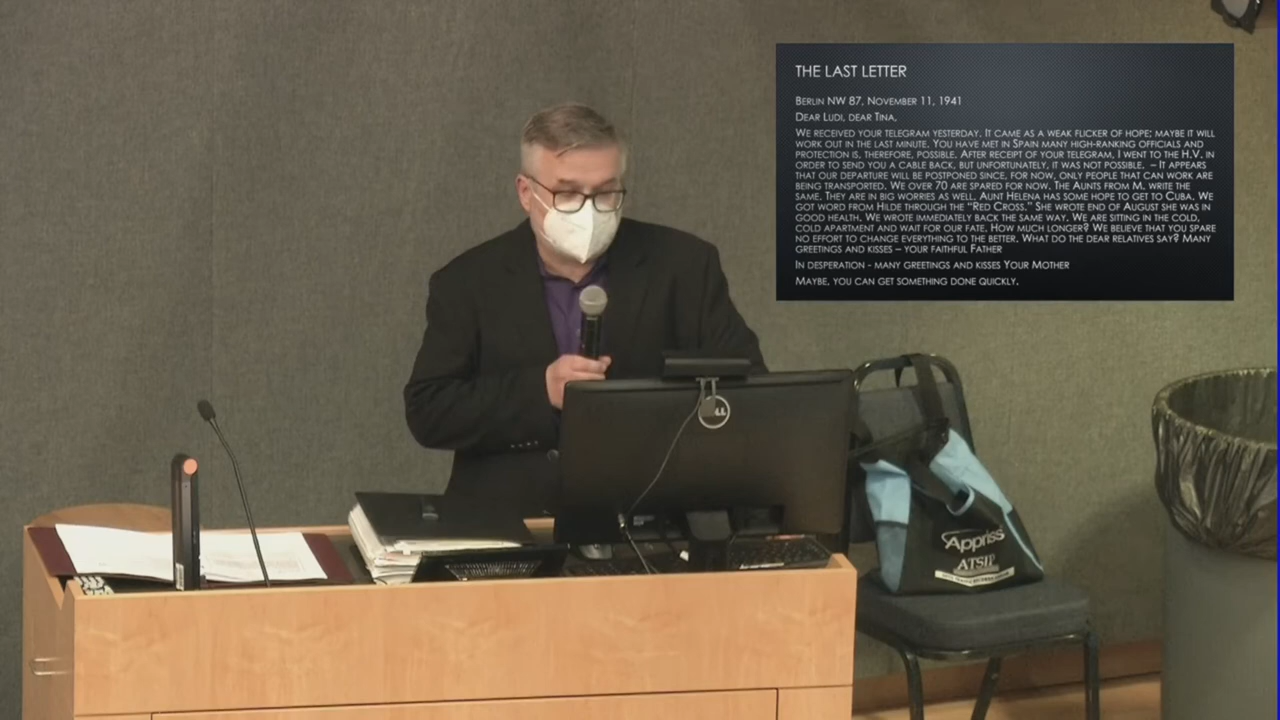 THE LAST LETTER
BERLIN NW 87, NOVEMBER 11, 1941
DEAR LUDI, DEAR TINA,
WE RECEIVED YOUR TELEGRAM YESTERDAY. IT CAME AS A WEAK FLICKER OF HOPE; MAYBE IT WILL
WORK OUT IN THE LAST MINUTE. YOU HAVE MET IN SPAIN MANY HIGH-RANKING OFFICIALS AND
PROTECTION IS, THEREFORE, POSSIBLE. AFTER RECEIPT OF YOUR TELEGRAM, I WENT TO THE H.V. IN
ORDER TO SEND YOU A CABLE BACK, BUT UNFORTUNATELY, IT WAS NOT POSSIBLE. – IT APPEARS
THAT OUR DEPARTURE WILL BE POSTPONED SINCE, FOR NOW, ONLY PEOPLE THAT CAN WORK ARE
BEING TRANSPORTED. WE OVER 70 ARE SPARED FOR NOW. THE AUNTS FROM M. WRITE THE
SAME. THEY ARE IN BIG WORRIES AS WELL. AUNT HELENA HAS SOME HOPE TO GET TO CUBA. WE
GOT WORD FROM HILDE THROUGH THE "RED CROSS." SHE WROTE END OF AUGUST SHE WAS IN
GOOD HEALTH. WE WROTE IMMEDIATELY BACK THE SAME WAY. WE ARE SITTING IN THE COLD,
COLD APARTMENT AND WAIT FOR OUR FATE. HOW MUCH LONGER? WE BELIEVE THAT YOU SPARE
NO EFFORT TO CHANGE EVERYTHING TO THE BETTER. WHAT DO THE DEAR RELATIVES SAY? MANY
GREETINGS AND KISSES – YOUR FAITHFUL FATHER
IN DESPERATION - MANY GREETINGS AND KISSES YOUR MOTHER
MAYBE, YOU CAN GET SOMETHING DONE QUICKLY.
DELL
Appriss
ATSIP